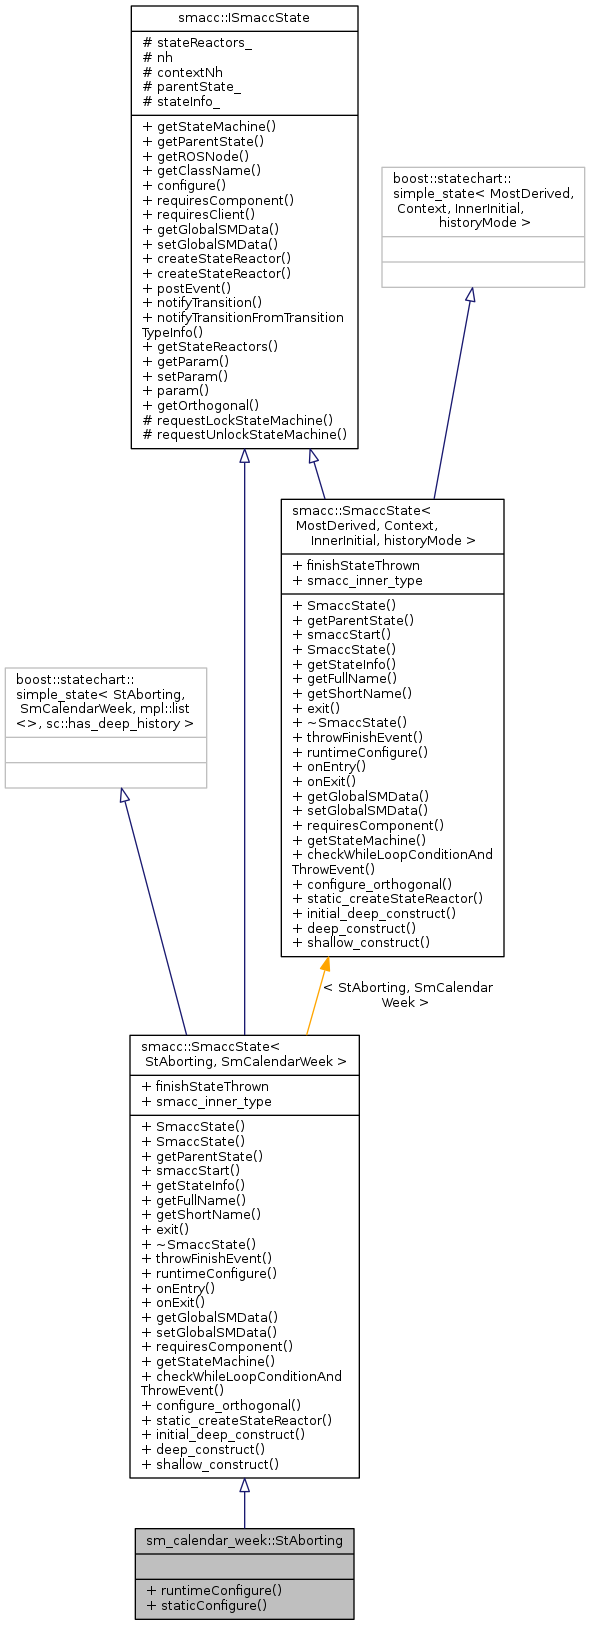 smacc::ISmaccState
# stateReactors_
# nh
# contextNh
# parentState_
# stateInfo_
+ getStateMachine()
+ getParentState()
+ getROSNode()
+ getClassName()
+ configure()
+ requiresComponent()
+ requiresClient()
+ getGlobalSMData()
+ setGlobalSMData()
+ createStateReactor()
+ createStateReactor()
+ postEvent()
+ notifyTransition()
+ notifyTransitionFromTransition
TypeInfo()
+ getStateReactors()
+ getParam()
+ setParam()
+ param()
+ getOrthogonal()
# requestLockStateMachine()
# requestUnlockStateMachine()
boost::statechart::
simple_state< MostDerived,
Context, InnerInitial,
historyMode >
smacc::SmaccState<
MostDerived, Context,
InnerInitial, historyMode >
+ finishStateThrown
+ smacc_inner_type
+ SmaccState()
+ getParentState()
+ smaccStart()
+ SmaccState()
+ getStateInfo()
+ getFullName()
+ getShortName()
+ exit()
+ ~SmaccState()
+ throwFinishEvent()
+ runtimeConfigure()
+ onEntry()
+ onExit()
+ getGlobalSMData()
+ setGlobalSMData()
+ requiresComponent()
+ getStateMachine()
+ checkWhileLoopConditionAnd
ThrowEvent()
+ configure_orthogonal()
+ static_createStateReactor()
+ initial_deep_construct()
+ deep_construct()
+ shallow_construct()
boost::statechart::
simple_state< StAborting,
SmCalendarWeek, mpl::list
<>, sc::has_deep_history >
< StAborting, SmCalendar
Week >
smacc::SmaccState<
StAborting, SmCalendarWeek >
+ finishStateThrown
+ smacc_inner_type
+ SmaccState()
+ SmaccState()
+ getParentState()
+ smaccStart()
+ getStateInfo()
+ getFullName()
+ getShortName()
+ exit()
+ ~SmaccState()
+ throwFinishEvent()
+ runtimeConfigure()
+ onEntry()
+ onExit()
+ getGlobalSMData()
+ setGlobalSMData()
+ requiresComponent()
+ getStateMachine()
+ checkWhileLoopConditionAnd
ThrowEvent()
+ configure_orthogonal()
+ static_createStateReactor()
+ initial_deep_construct()
+ deep_construct()
+ shallow_construct()
sm_calendar_week::StAborting
+ runtimeConfigure()
+ staticConfigure()